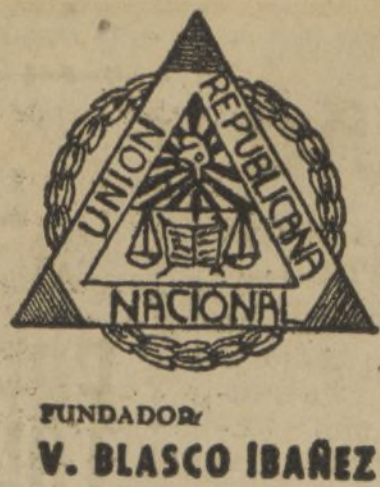 UNION
REPUBLICANA
NACIONAL
FUNDADOR
V. BLASCO IBAÑEZ